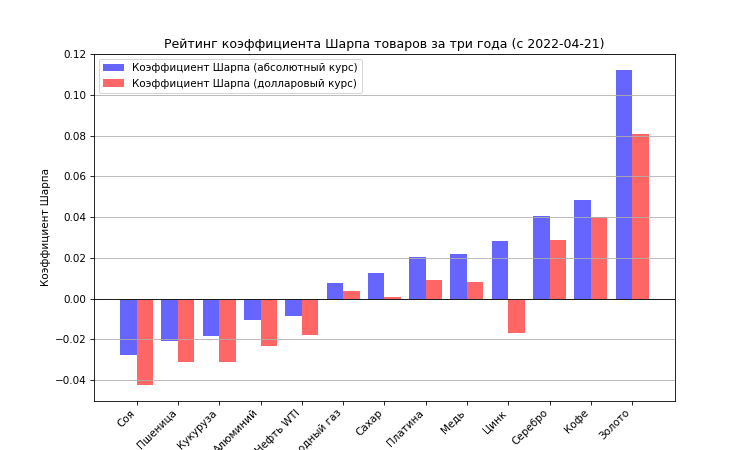 Рейтинг коэффициента Шарпа товаров за три года (с 2022-04-21)
Коэффициент Шарпа (абсолютный курс)
Коэффициент Шарпа (долларовый курс)
Коэффициент Шарпа
0.12
0.10
0.08
0.06
0.04
0.02
0.00
−0.02
−0.04
Соя
Пшеница
Кукуруза
Алюминий
Нефть WTI
газ
Сахар
Платина
Медь
Цинк
Серебро
Кофе
Золото